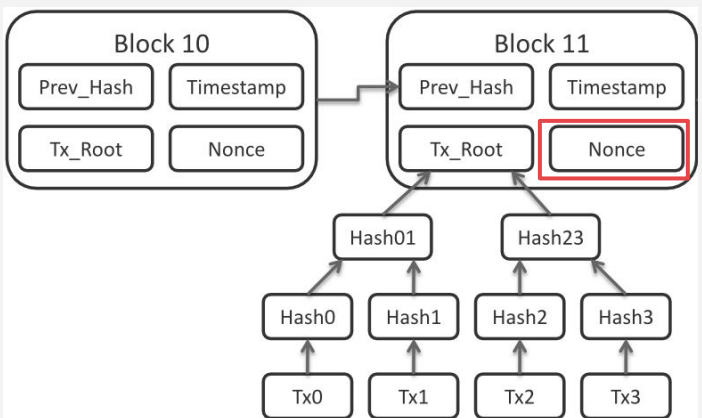 Block 10
Block 11
Prev_Hash
Timestamp
Prev_Hash
Timestamp
Tx_Root
Nonce
Tx_Root
Nonce
Hash01
Hash23
Hash0
Hash1
Hash2
Hash3
Tx0
Tx1
Tx2
Tx3